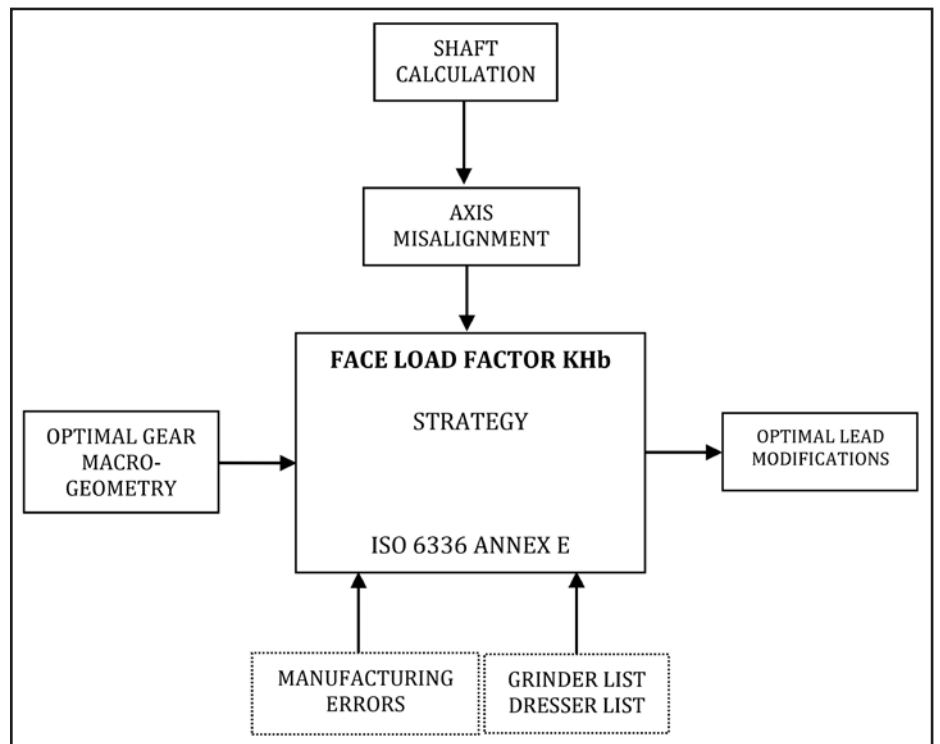 SHAFT
CALCULATION
AXIS
MISALIGNMENT
FACE LOAD FACTOR KHb
STRATEGY
ISO 6336 ANNEX E
OPTIMAL GEAR
MACRO-
GEOMETRY
OPTIMAL LEAD
MODIFICATIONS
MANUFACTURING
ERRORS
GRINDER LIST
DRESSER LIST